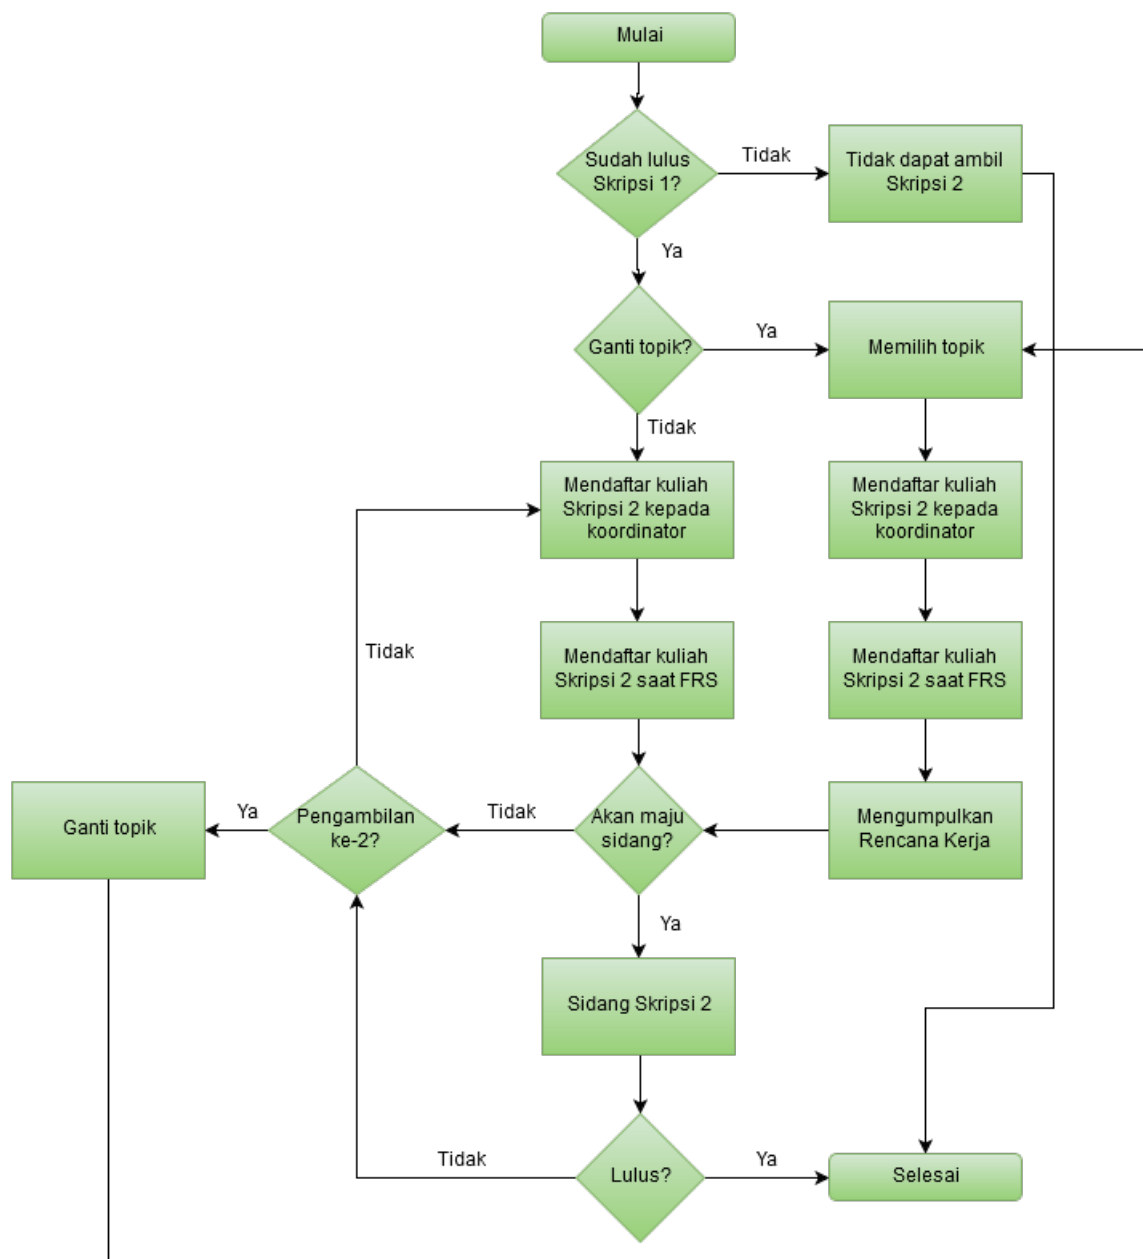 Mulai
Sudah lulus
Skripsi 1?
Tidak
Tidak dapat ambil
Skripsi 2
Ya
Ganti topik?
Ya
Memilih topik
Tidak
Mendaftar kuliah
Skripsi 2 kepada
koordinator
Mendaftar kuliah
Skripsi 2 kepada
koordinator
Tidak
Mendaftar kuliah
Skripsi 2 saat FRS
Mendaftar kuliah
Skripsi 2 saat FRS
Ganti topik
Ya
Pengambilan
ke-2?
Tidak
Akan maju
sidang?
Mengumpulkan
Rencana Kerja
Ya
Sidang Skripsi 2
Tidak
Lulus?
Ya
Selesai